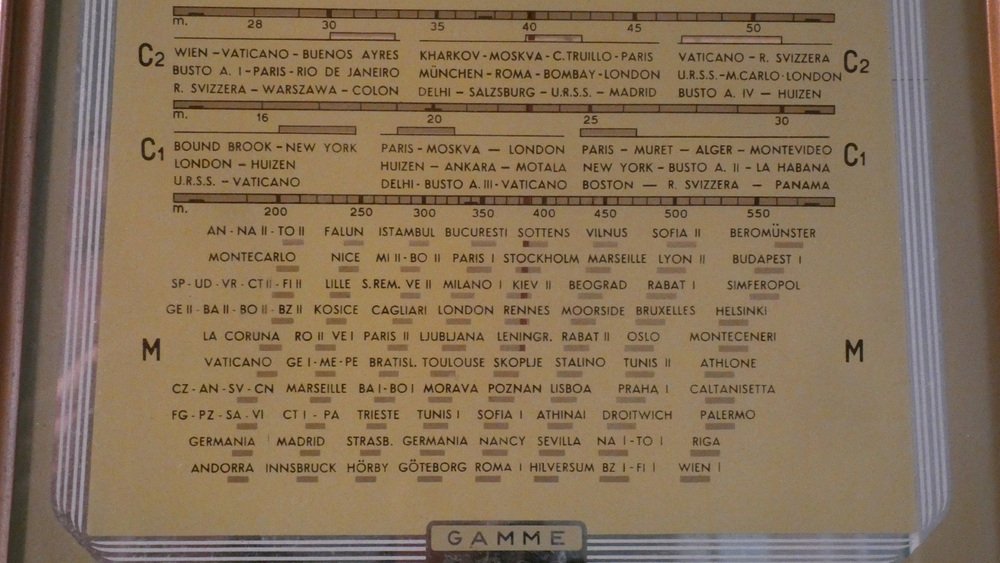 m. 28 30 35 40 50
C2 WIEN – VATICANO - BUENOS AYRES KHARKOV - MOSKVA - C. TRUILLO - PARIS VATICANO - R. SVIZZERA C2
BUSTO A. I - PARIS - RIO DE JANEIRO MÜNCHEN - ROMA - BOMBAY - LONDON U.R.S.S. - M.CARLO - LONDON
R. SVIZZERA – WARSZAWA – COLON DELHI – SALZSBURG - U.R.S.S. – MADRID BUSTO A. IV – HUIZEN
m. 16 20 25 30
C1 BOUND BROOK - NEW YORK PARIS - MOSKVA — LONDON PARIS - MURET - ALGER - MONTEVIDEO C1
LONDON – HUIZEN HUIZEN - ANKARA - MOTALA NEW YORK - BUSTO A. II - LA HABANA
U.R.S.S. – VATICANO DELHI - BUSTO A. III - VATICANO BOSTON — R. SVIZZERA — PANAMA
m. 200 250 300 350 400 450 500 550
AN - NA II - TO II FALUN ISTAMBUL BUCURESTI SOTTENS VILNUS SOFIA II BEROMÜNSTER
MONTECARLO NICE MI II - BO II PARIS I STOCKHOLM MARSEILLE LYON II BUDAPEST I
SP - UD - VR - CT II - FI II LILLE S.REM. VE II MILANO I KIEV II BEOGRAD RABAT I SIMFEROPOL
GE II - BA II - BO II - BZ II KOSICE CAGLIARI LONDON RENNES MOORSIDE BRUXELLES HELSINKI
LA CORUNA RO II VE I PARIS II LJUBLJANA LENINGR. RABAT II OSLO MONTECENERI
M VATICANO GE I - ME - PE BRATISL. TOULOUSE SKOPLJE STALINO TUNIS II ATHLONE M
CZ - AN - SV - CN MARSEILLE BA I - BO I MORAVA POZNAN LISBOA PRAHA I CALTANISETTA
FG - PZ - SA - VI CT I - PA TRIESTE TUNIS I SOFIA I ATHINAI DROITWICH PALERMO
GERMANIA MADRID STRASB. GERMANIA NANCY SEVILLA NA I - TO I RIGA
ANDORRA INNSBRUCK HÖRBY GÖTEBORG ROMA I HILVERSUM BZ I - FI I WIEN I
GAMME